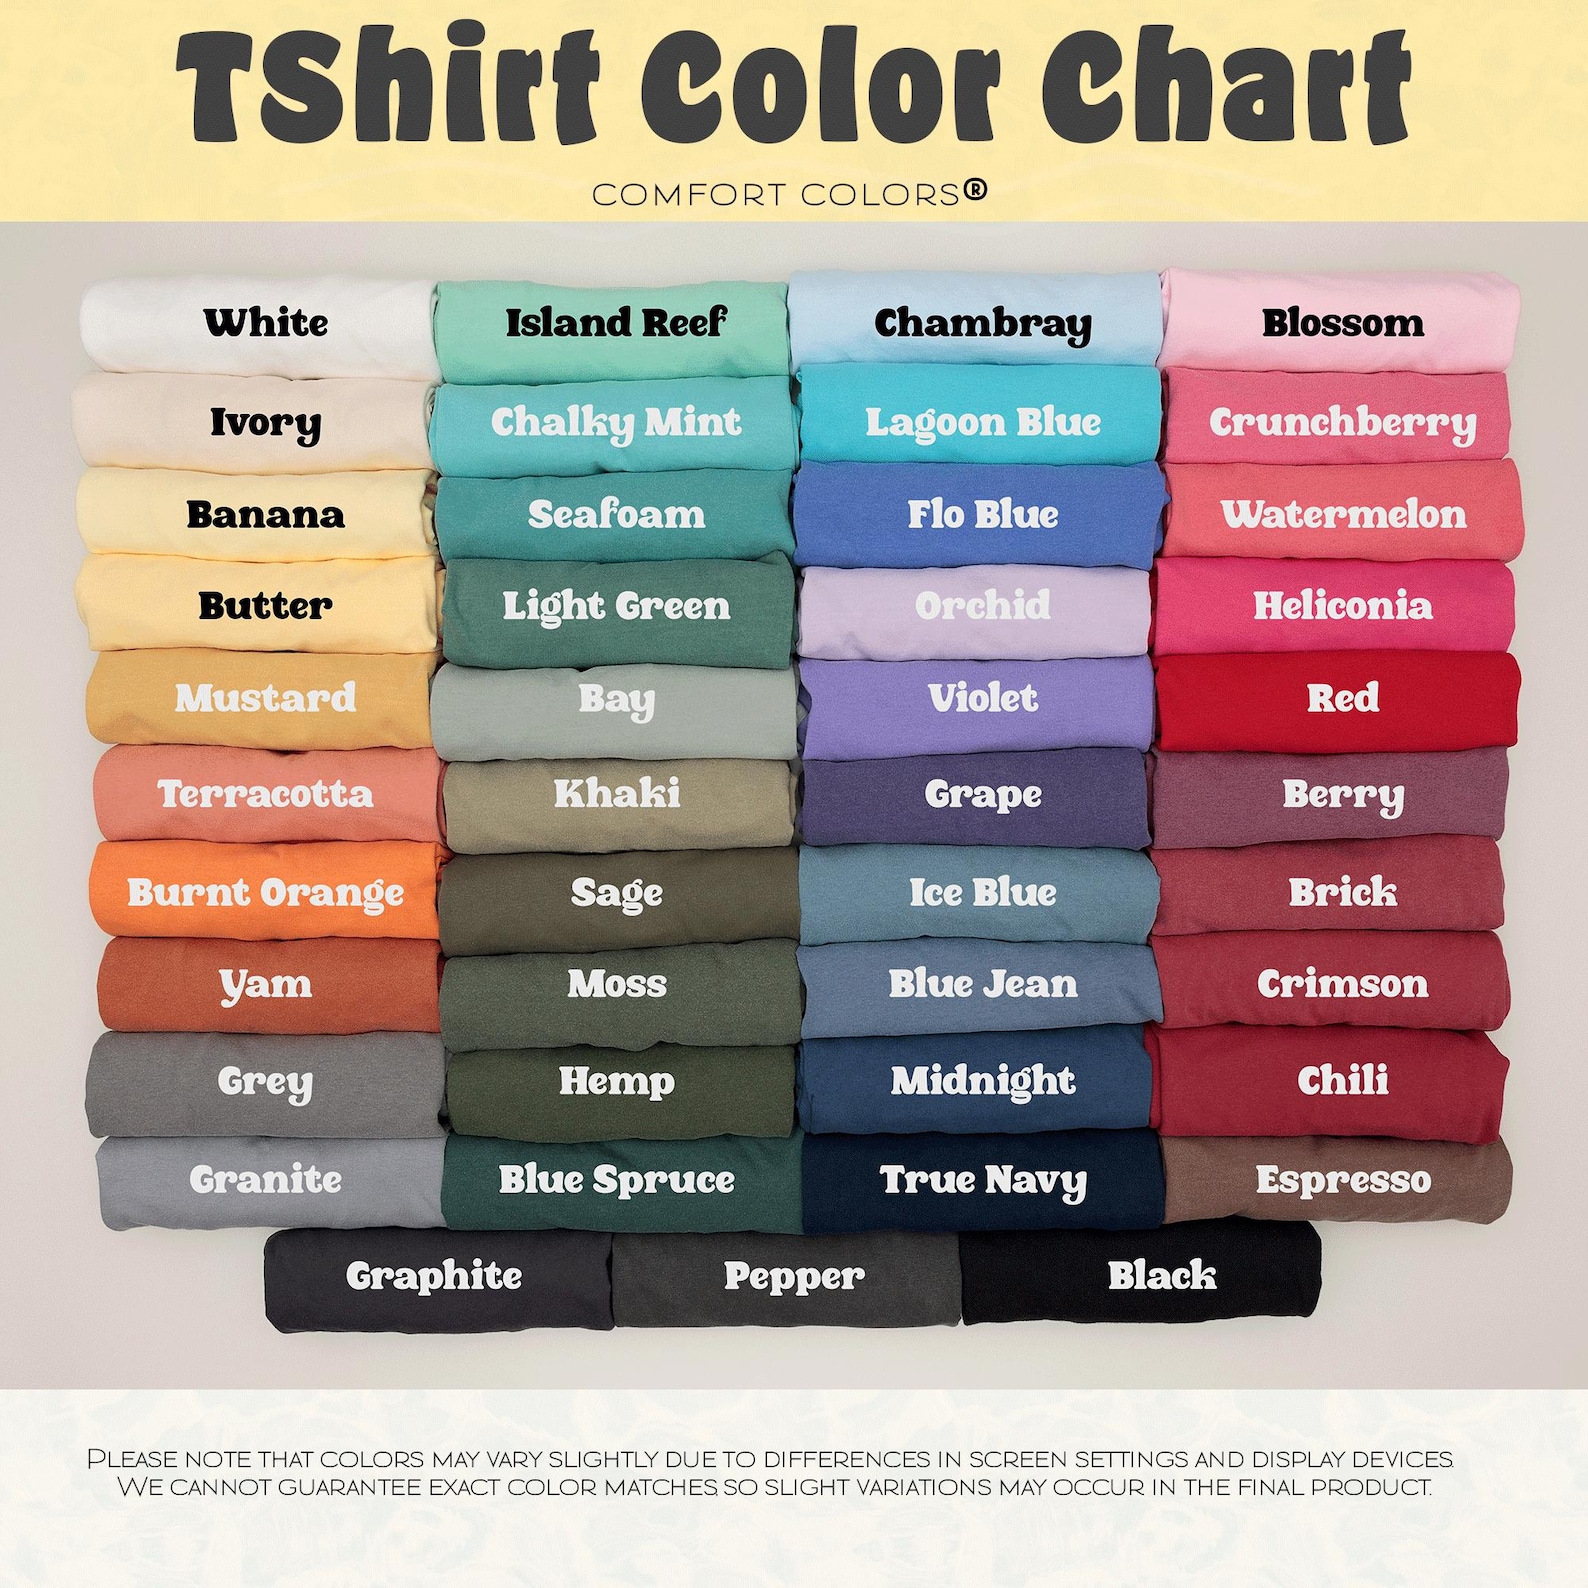 TShirt Color Chart
COMFORT COLORS®
White Island Reef Chambray Blossom
Ivory Chalky Mint Lagoon Blue Crunchberry
Banana Seafoam Flo Blue Watermelon
Butter Light Green Orchid Heliconia
Mustard Bay Violet Red
Terracotta Khaki Grape Berry
Burnt Orange Sage Ice Blue Brick
Yam Moss Blue Jean Crimson
Grey Hemp Midnight Chili
Granite Blue Spruce True Navy Espresso
Graphite Pepper Black
PLEASE NOTE THAT COLORS MAY VARY SLIGHTLY DUE TO DIFFERENCES IN SCREEN SETTINGS AND DISPLAY DEVICES.
WE CANNOT GUARANTEE EXACT COLOR MATCHES, SO SLIGHT VARIATIONS MAY OCCUR IN THE FINAL PRODUCT.